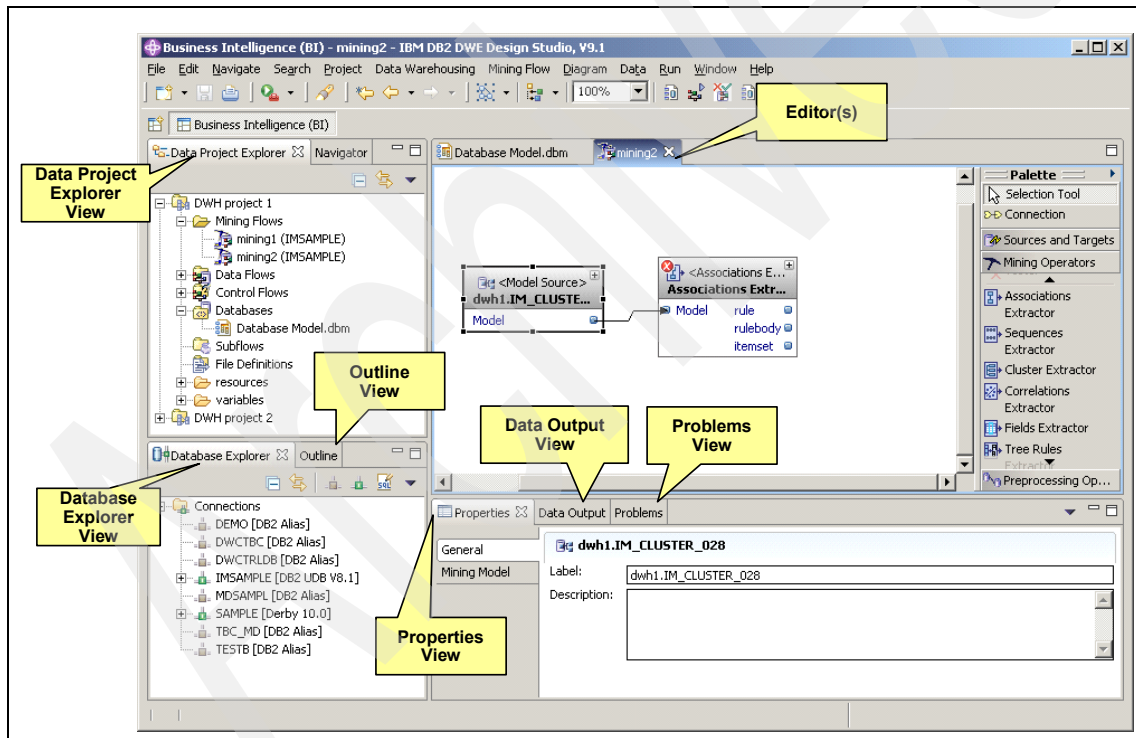 Business Intelligence (BI) - mining2 - IBM DB2 DWE Design Studio, V9.1
File Edit Navigate Search Project Data Warehousing Mining Flow Diagram Data Run Window Help
100%
Business Intelligence (BI)
Editor(s)
Data Project Explorer Navigator
Data Project
Explorer
View
DWH project 1
Mining Flows
mining1 (IMSAMPLE)
mining2 (IMSAMPLE)
Data Flows
Control Flows
Databases
Database Model.dbm
Subflows
File Definitions
resources
variables
DWH project 2
Outline
View
Database Model.dbm mining2
<Model Source>
dwh1.IM_CLUSTE...
Model
<Associations E...
Associations Extr...
Model rule
rulebody
itemset
Palette
Selection Tool
Connection
Sources and Targets
Mining Operators
Associations
Extractor
Sequences
Extractor
Cluster Extractor
Correlations
Extractor
Fields Extractor
Tree Rules
Extractor
Preprocessing Op...
Data Output
View
Problems
View
Database Explorer Outline
SQL
Database
Explorer
View
Connections
DEMO [DB2 Alias]
DWCTBC [DB2 Alias]
DWCTRLDB [DB2 Alias]
IMSAMPLE [DB2 UDB V8.1]
MDSAMPL [DB2 Alias]
SAMPLE [Derby 10.0]
TBC_MD [DB2 Alias]
TESTB [DB2 Alias]
Properties
View
Properties Data Output Problems
General
Mining Model
dwh1.IM_CLUSTER_028
Label: dwh1.IM_CLUSTER_028
Description: